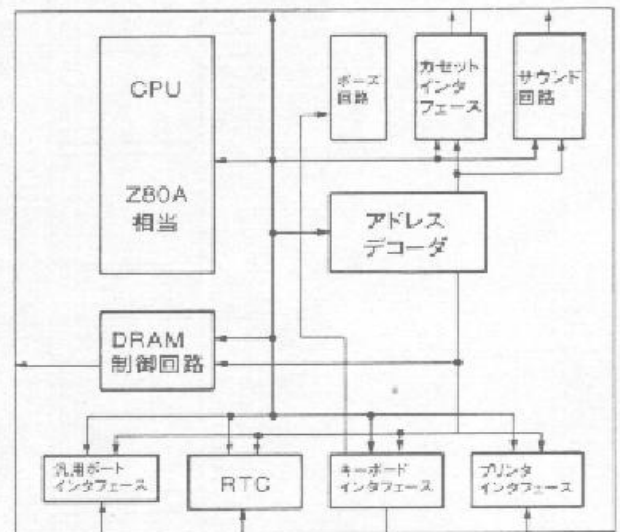 CPU
Z80A
相当
ポーズ
回路
カセット
インタ
フェース
サウンド
回路
アドレス
デコーダ
DRAM
制御回路
汎用ポート
インタフェース
RTC
キーボード
インタフェース
プリンタ
インタフェース